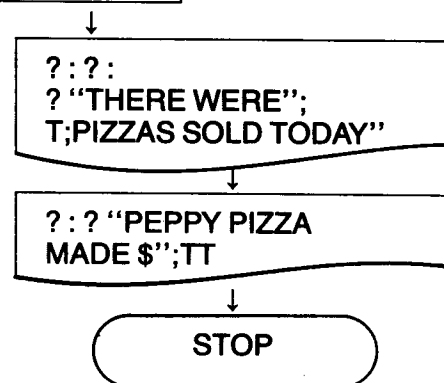 ? : ? :
? “THERE WERE”;
T;PIZZAS SOLD TODAY”
? : ? “PEPPY PIZZA
MADE $”;TT
STOP